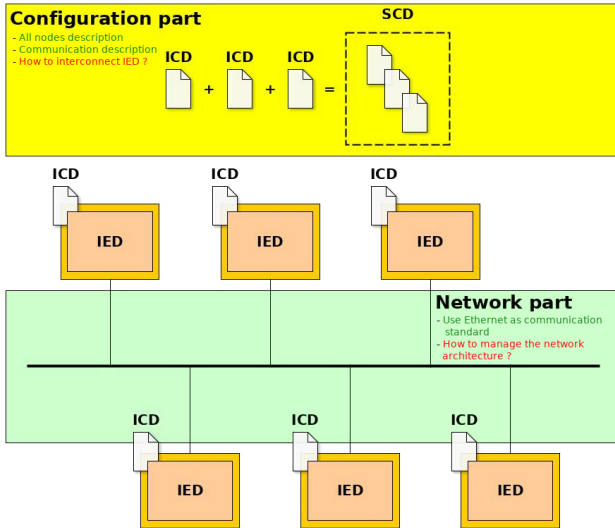 Configuration part
- All nodes description
- Communication description
- How to interconnect IED ?
SCD
ICD
ICD
ICD
+
+
=
ICD
ICD
ICD
IED
IED
IED
Network part
- Use Ethernet as communication
standard
- How to manage the network
architecture ?
ICD
ICD
ICD
IED
IED
IED